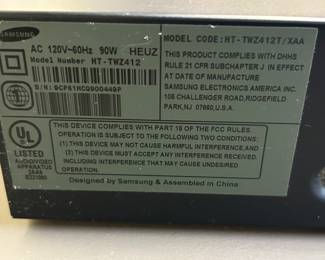 SAMSUNG
AC 120V~60Hz 90W HEUZ
Model Number HT-TWZ412
S/N: 9CP61HCQ900449P
UL
LISTED
AUDIO/VIDEO
APPARATUS
MODEL CODE:HT-TWZ412T/XAA
THIS PRODUCT COMPLIES WITH DHHS
RULE 21 CFR SUBCHAPTER J IN EFFECT
AT DATE OF MANUFACTURE.
SAMSUNG ELECTRONICS AMERICA INC.
105 CHALLENGER ROAD,RIDGEFIELD
PARK,NJ 07660,U.S.A
THIS DEVICE COMPLIES WITH PART 15 OF THE FCC RULES
OPERATION IS SUBJECT TO THE FOLLOWING TWO CONDITIONS:
(1) THIS DEVICE MAY NOT CAUSE HARMFUL INTERFERENCE,AND
(2) THIS DEVICE MUST ACCEPT ANY INTERFERENCE RECEIVED,
INCLUDING INTERFERENCE THAT MAY CAUSE UNDESIRED
OPERATION
Designed by Samsung & Assembled in China